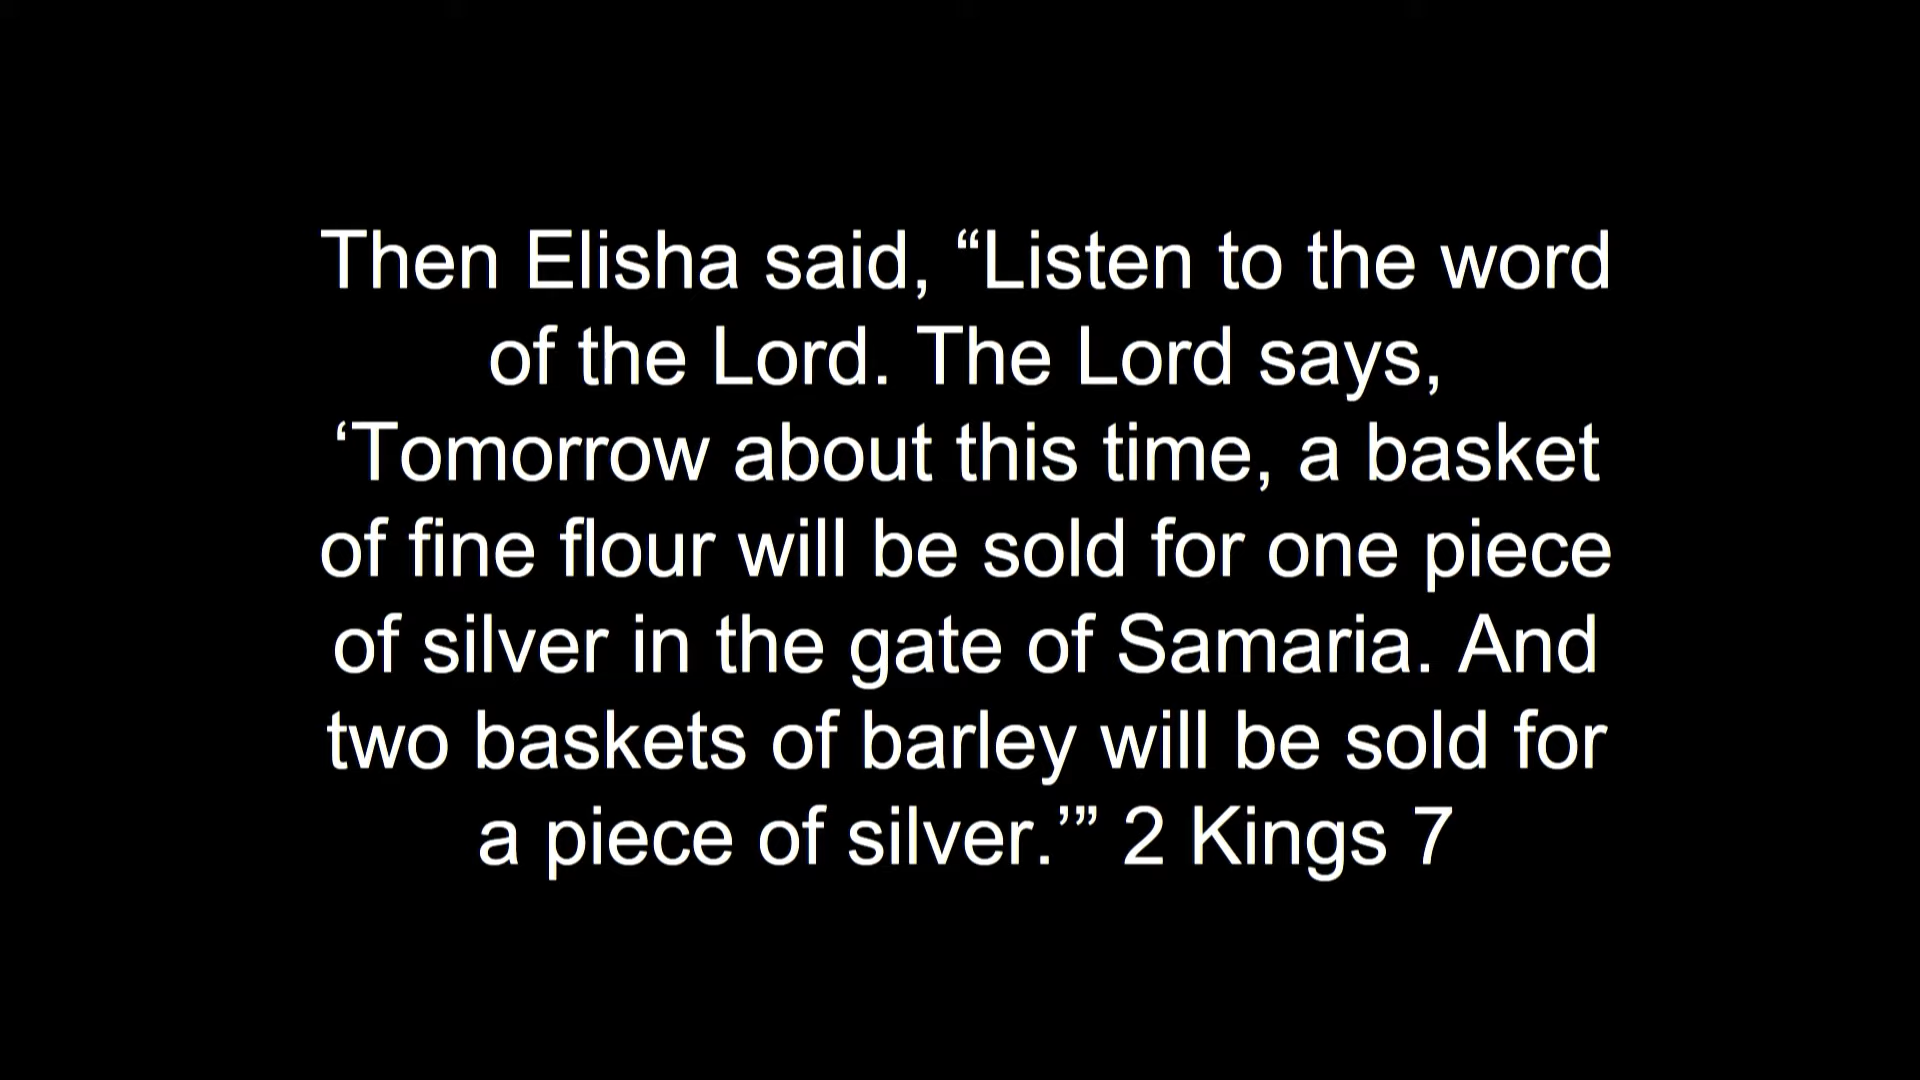 Then Elisha said, “Listen to the word
of the Lord. The Lord says,
‘Tomorrow about this time, a basket
of fine flour will be sold for one piece
of silver in the gate of Samaria. And
two baskets of barley will be sold for
a piece of silver.’” 2 Kings 7